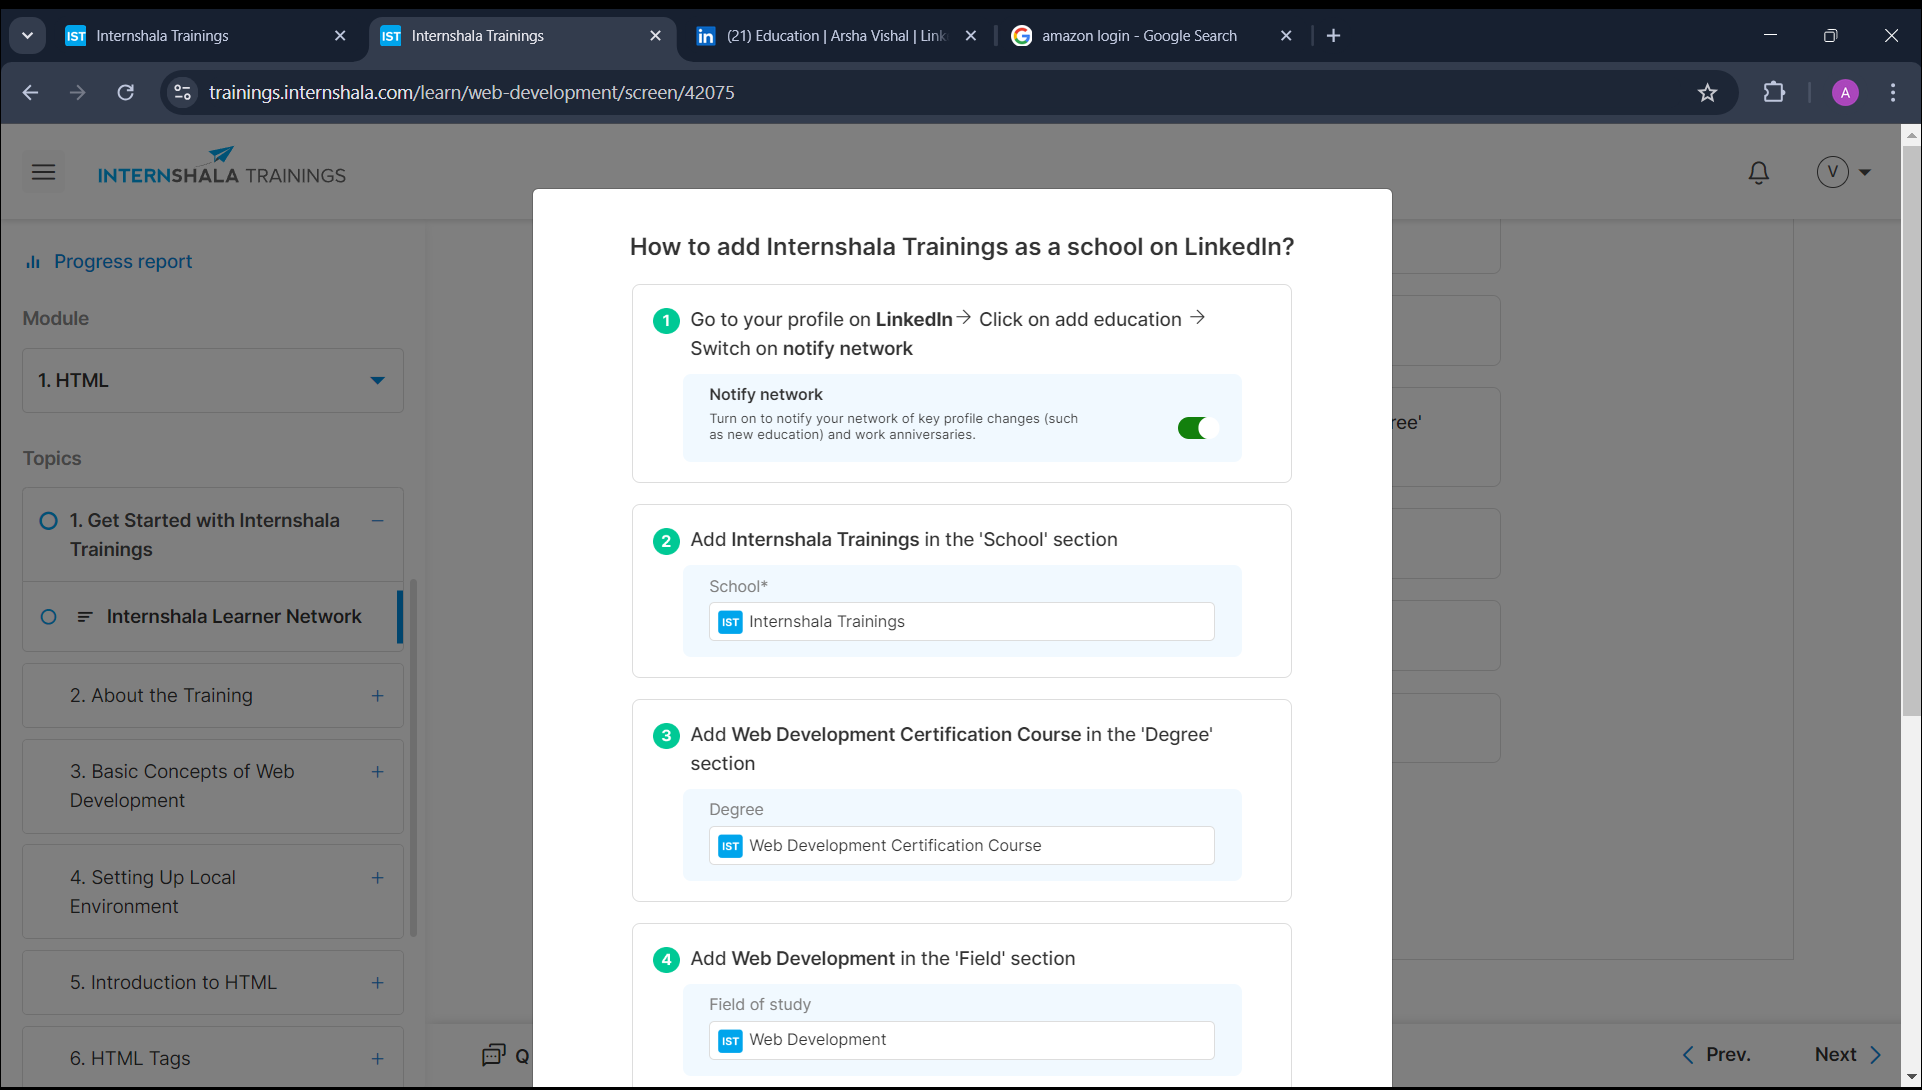 Internshala Trainings
Internshala Trainings
(21) Education | Arsha Vishal | Link
amazon login - Google Search
trainings.internshala.com/learn/web-development/screen/42075
A
INTERNSHALA TRAININGS
V
Progress report
Module
1. HTML
Topics
1. Get Started with Internshala
Trainings
Internshala Learner Network
2. About the Training
3. Basic Concepts of Web
Development
4. Setting Up Local
Environment
5. Introduction to HTML
6. HTML Tags
How to add Internshala Trainings as a school on LinkedIn?
1 Go to your profile on LinkedIn → Click on add education →
Switch on notify network
Notify network
Turn on to notify your network of key profile changes (such
as new education) and work anniversaries.
2 Add Internshala Trainings in the 'School' section
School*
IST Internshala Trainings
3 Add Web Development Certification Course in the 'Degree'
section
Degree
IST Web Development Certification Course
4 Add Web Development in the 'Field' section
Field of study
IST Web Development
ree'
Q
Prev.
Next